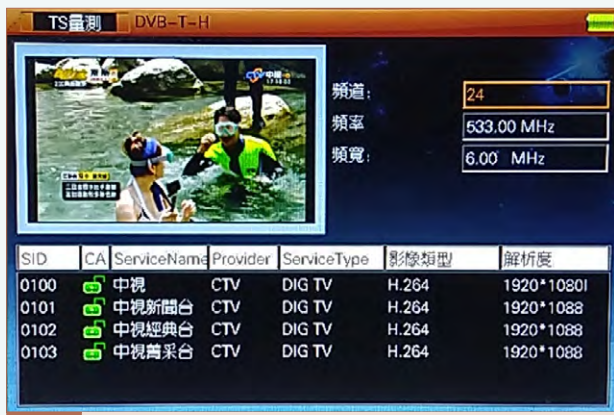 TS量測 DVB-T-H
中視
頻道: 24
頻率 533.00 MHz
頻寬: 6.00 MHz
SID CA ServiceName Provider ServiceType 影像類型 解析度
0100 中視 CTV DIG TV H.264 1920*1080I
0101 中視新聞台 CTV DIG TV H.264 1920*1088
0102 中視經典台 CTV DIG TV H.264 1920*1088
0103 中視菁采台 CTV DIG TV H.264 1920*1088